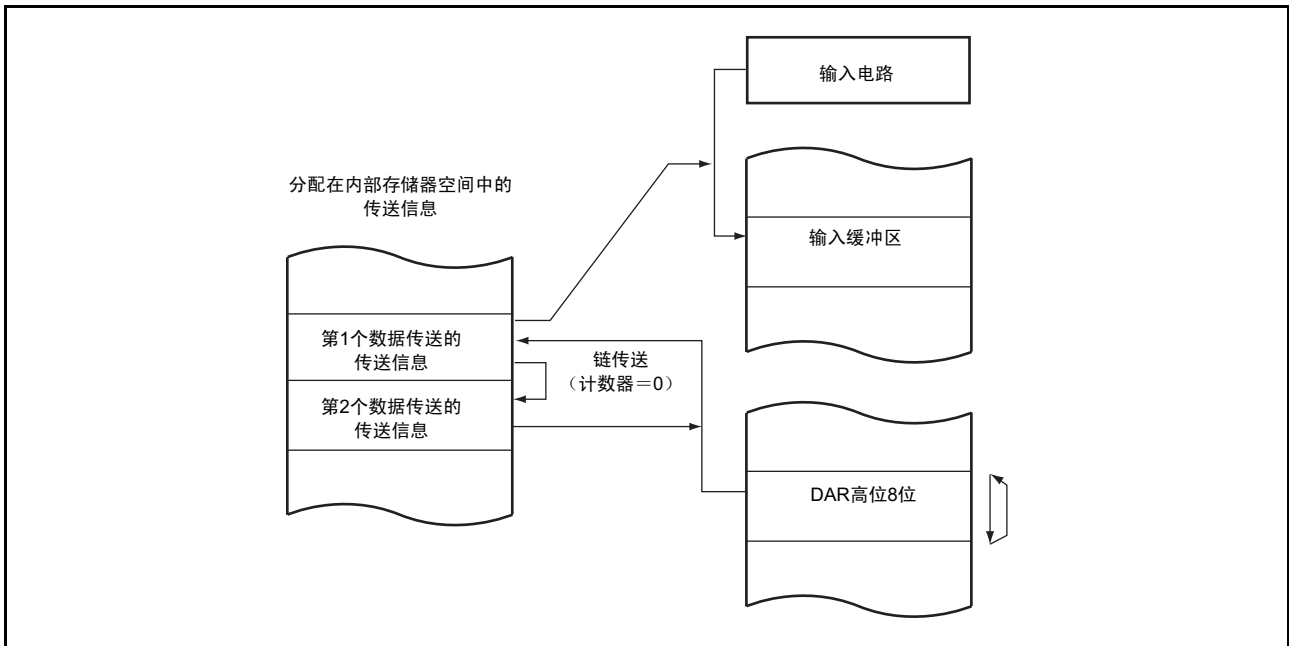 输入电路
分配在内部存储器空间中的
传送信息
输入缓冲区
第1个数据传送的
传送信息
链传送
（计数器＝0）
第2个数据传送的
传送信息
DAR高位8位